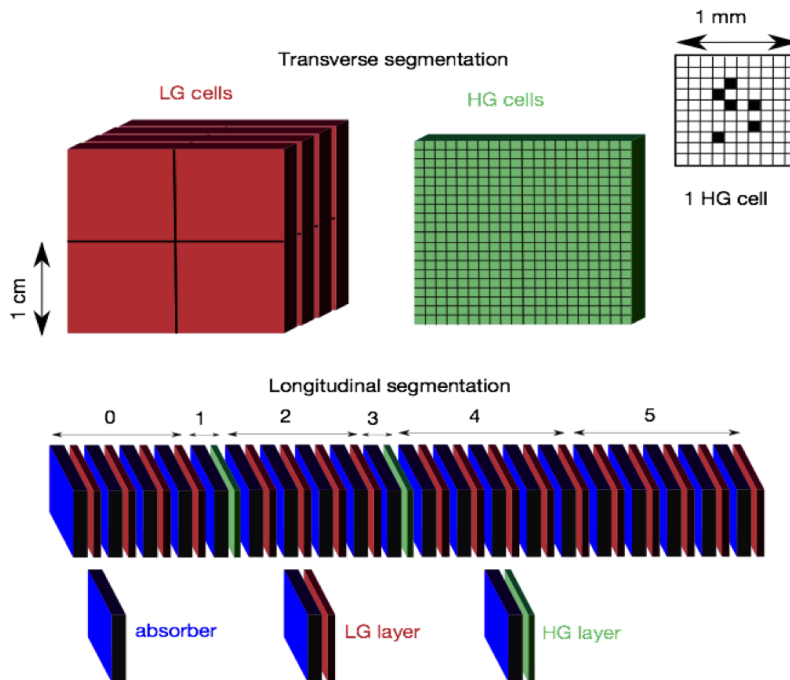 1 mm
Transverse segmentation
LG cells
HG cells
1 HG cell
1 cm
Longitudinal segmentation
0
1
2
3
4
5
absorber
LG layer
HG layer